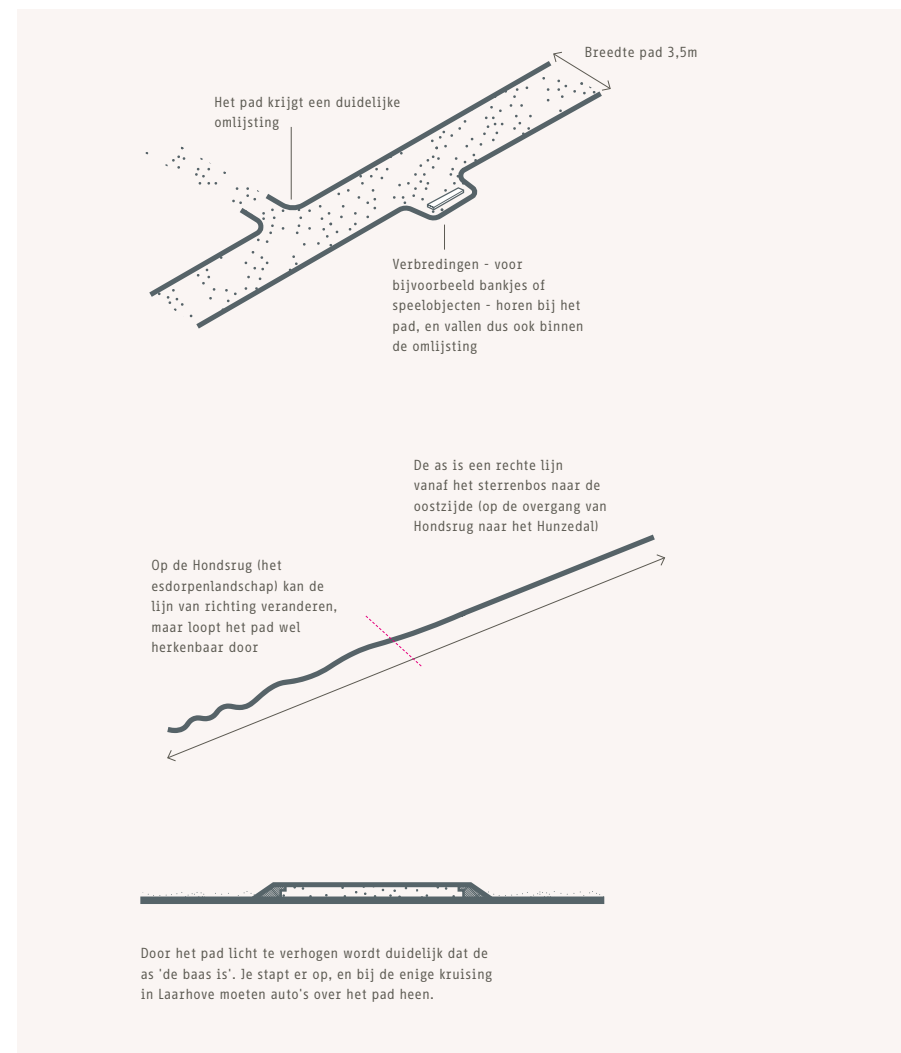 Breedte pad 3,5m
Het pad krijgt een duidelijke
omlijsting
Verbredingen - voor
bijvoorbeeld bankjes of
speelobjecten - horen bij het
pad, en vallen dus ook binnen
de omlijsting
De as is een rechte lijn
vanaf het sterrenbos naar de
oostzijde (op de overgang van
Hondsrug naar het Hunzedal)
Op de Hondsrug (het
esdorpenlandschap) kan de
lijn van richting veranderen,
maar loopt het pad wel
herkenbaar door
Door het pad licht te verhogen wordt duidelijk dat de
as 'de baas is'. Je stapt er op, en bij de enige kruising
in Laarhove moeten auto's over het pad heen.